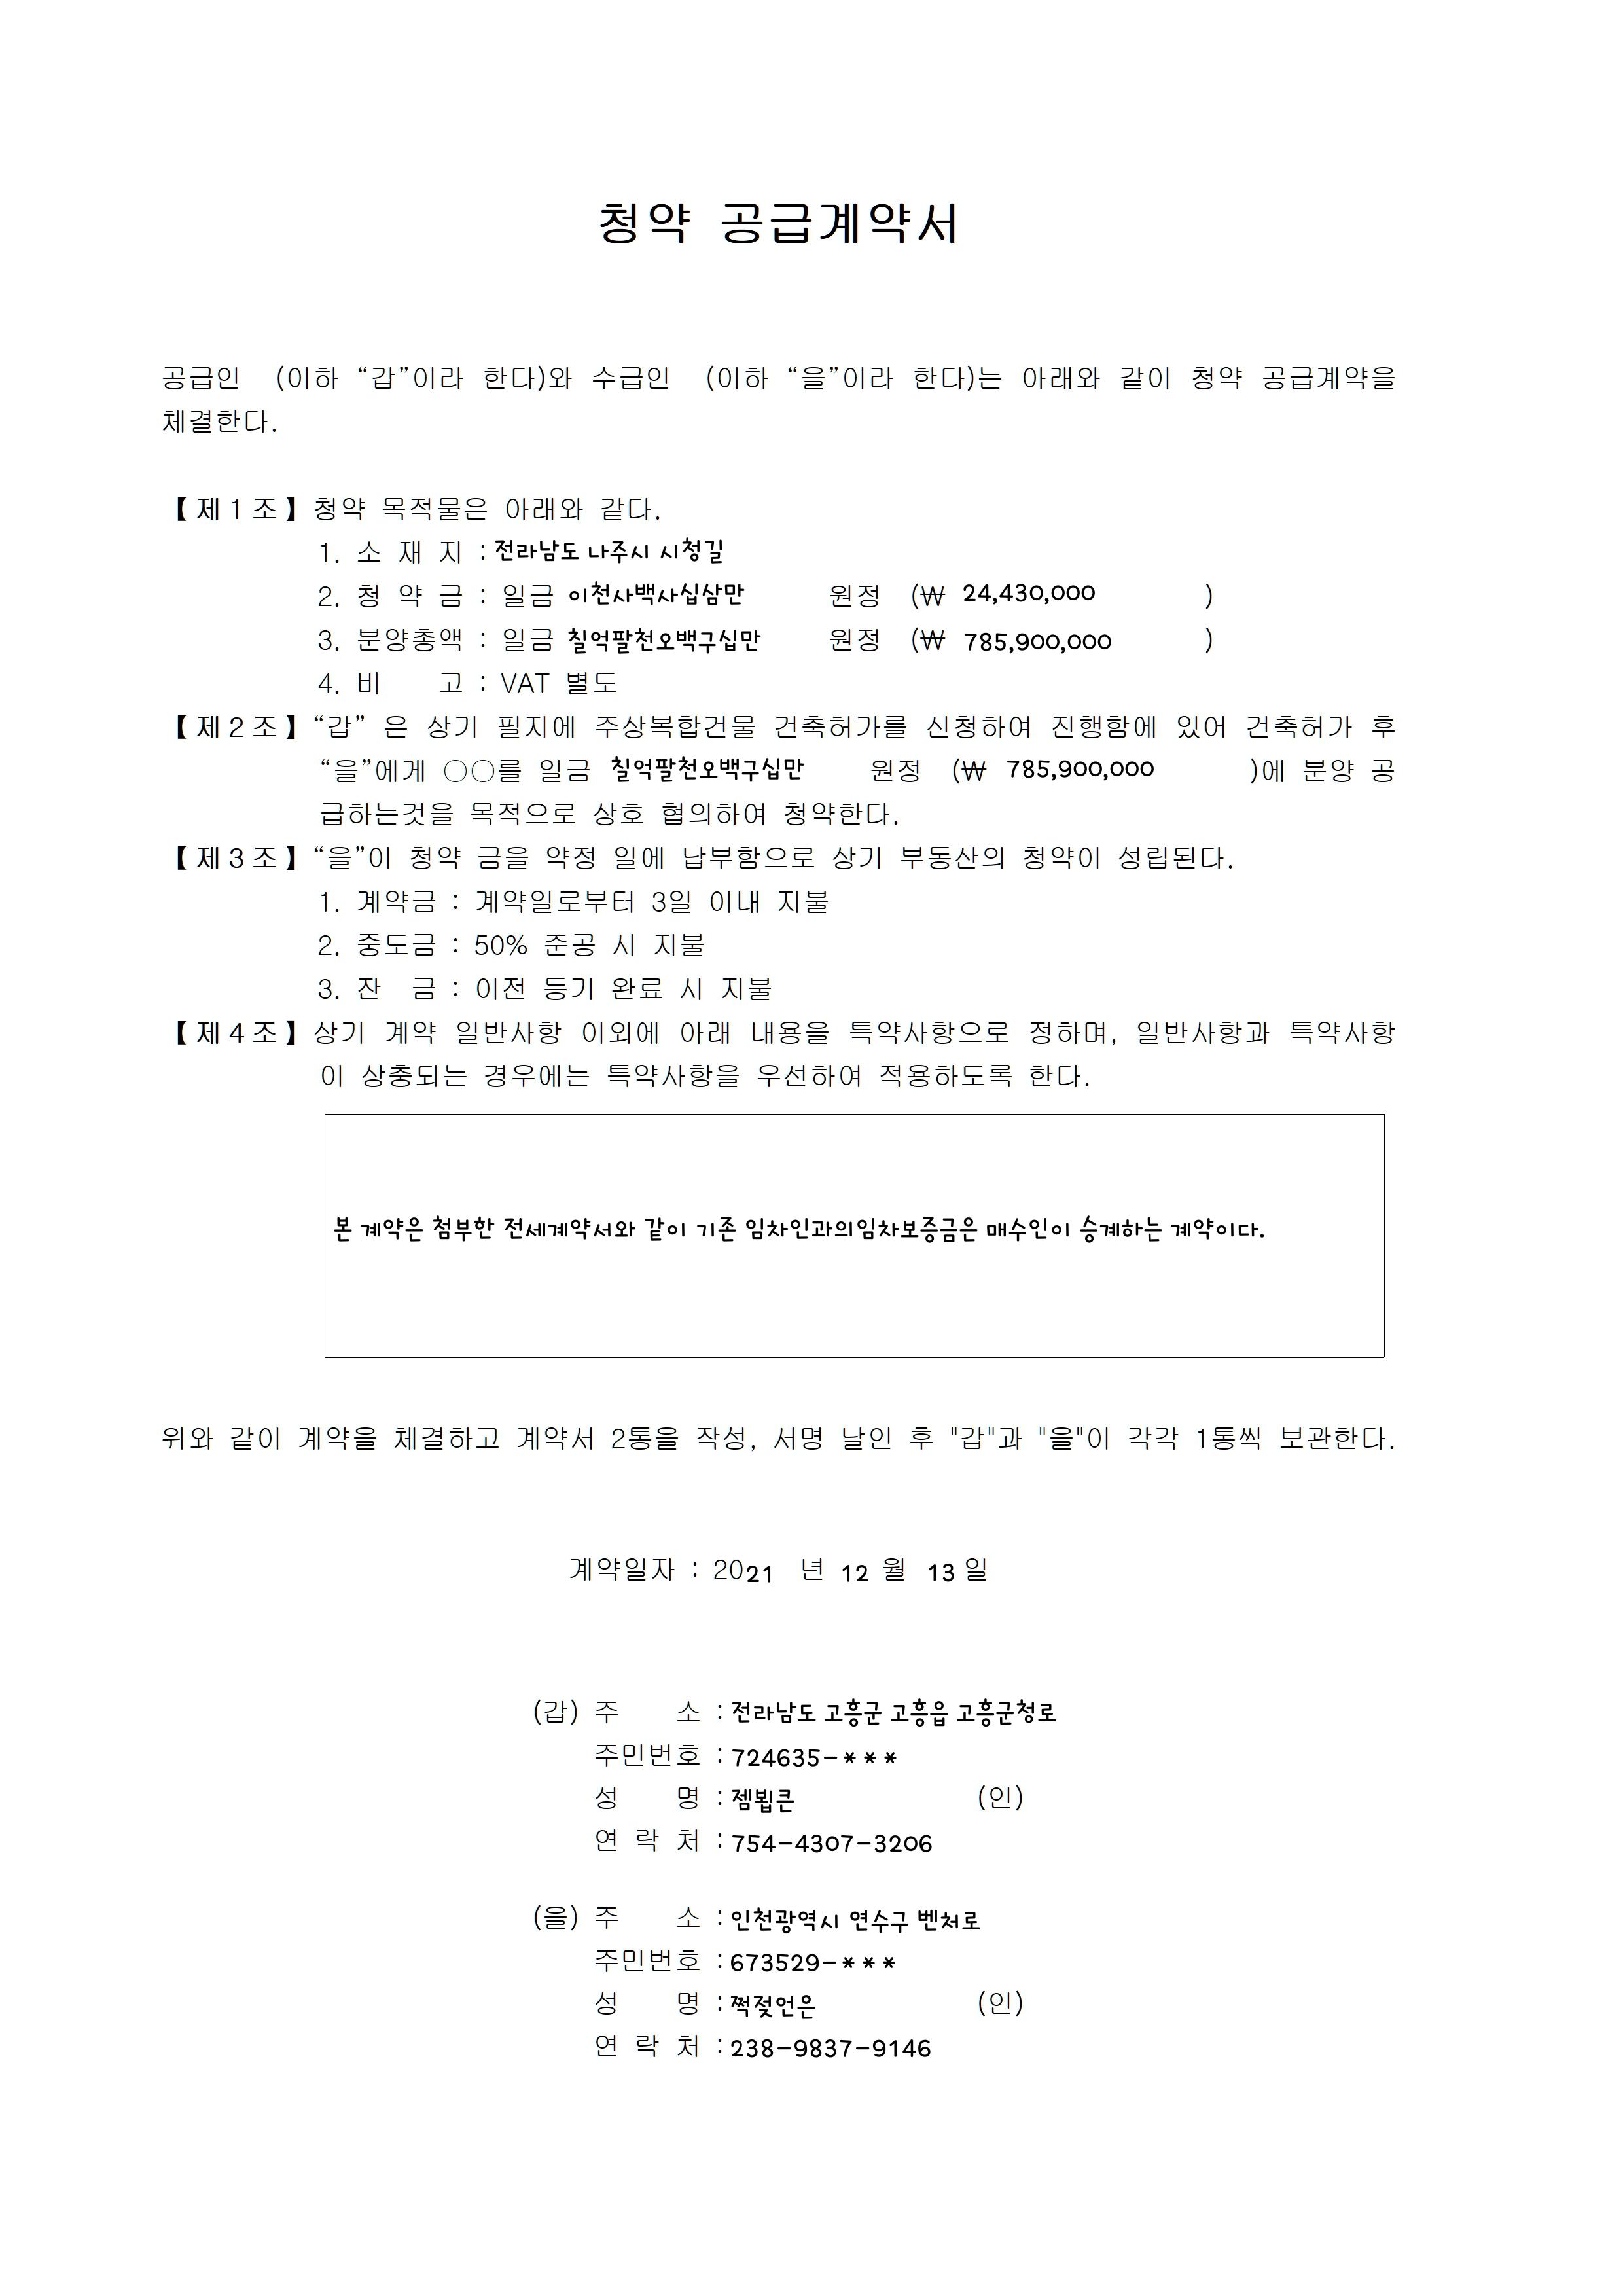 청약 공급계약서
공급인 (이하 “갑”이라 한다)와 수급인 (이하 “을”이라 한다)는 아래와 같이 청약 공급계약을
체결한다.
【제1조】청약 목적물은 아래와 같다.
1. 소 재 지 : 전라남도 나주시 시청길
2. 청 약 금 : 일금 이천사백사십삼만 원정 (₩ 24,430,000 )
3. 분양총액 : 일금 칠억팔천오백구십만 원정 (₩ 785,900,000 )
4. 비 고 : VAT 별도
【제2조】“갑” 은 상기 필지에 주상복합건물 건축허가를 신청하여 진행함에 있어 건축허가 후
“을”에게 ○○를 일금 칠억팔천오백구십만 원정 (₩ 785,900,000 )에 분양 공
급하는것을 목적으로 상호 협의하여 청약한다.
【제3조】“을”이 청약 금을 약정 일에 납부함으로 상기 부동산의 청약이 성립된다.
1. 계약금 : 계약일로부터 3일 이내 지불
2. 중도금 : 50% 준공 시 지불
3. 잔 금 : 이전 등기 완료 시 지불
【제4조】상기 계약 일반사항 이외에 아래 내용을 특약사항으로 정하며, 일반사항과 특약사항
이 상충되는 경우에는 특약사항을 우선하여 적용하도록 한다.
본 계약은 첨부한 전세계약서와 같이 기존 임차인과의임차보증금은 매수인이 승계하는 계약이다.
위와 같이 계약을 체결하고 계약서 2통을 작성, 서명 날인 후 "갑"과 "을"이 각각 1통씩 보관한다.
계약일자 : 2021 년 12 월 13 일
(갑) 주 소 : 전라남도 고흥군 고흥읍 고흥군청로
주민번호 : 724635-***
성 명 : 젬뵙큰 (인)
연 락 처 : 754-4307-3206
(을) 주 소 : 인천광역시 연수구 벤처로
주민번호 : 673529-***
성 명 : 쩍젖언은 (인)
연 락 처 : 238-9837-9146